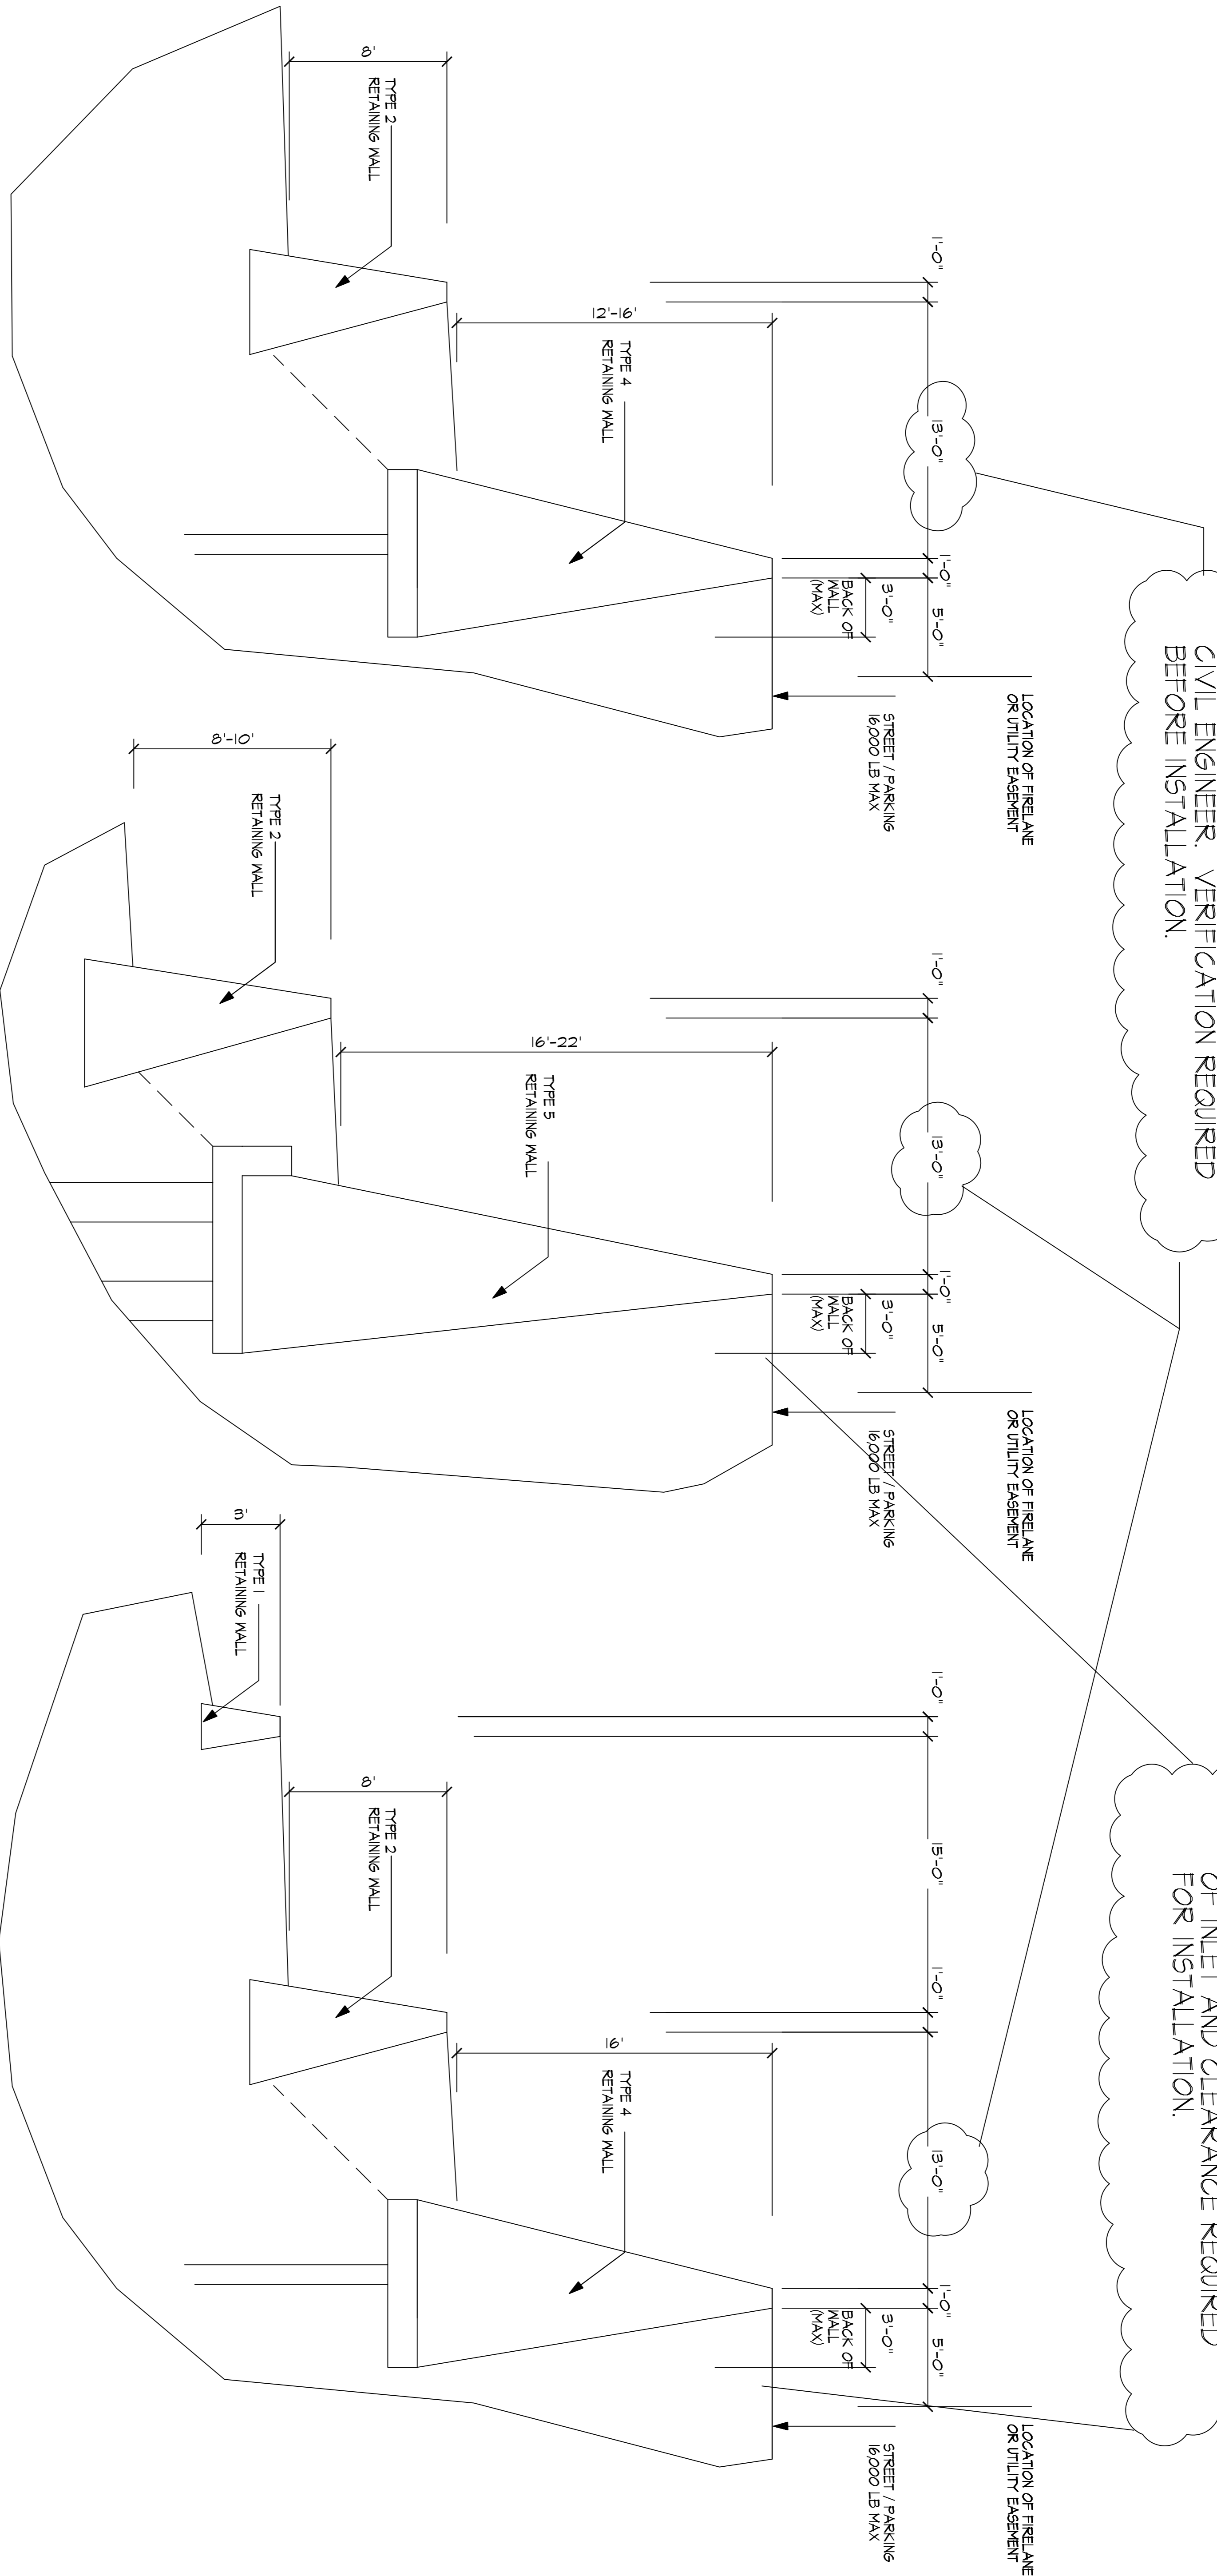 CIVIL ENGINEER. VERIFICATION REQUIRED
BEFORE INSTALLATION.
OF INLET AND CLEARANCE REQUIRED
FOR INSTALLATION.
LOCATION OF FIRELANE
OR UTILITY EASEMENT
1'-0"
13'-0"
1'-0"
5'-0"
3'-0"
BACK OF
WALL
(MAX)
STREET / PARKING
16,000 LB MAX
12'-16'
TYPE 4
RETAINING WALL
8'
TYPE 2
RETAINING WALL
LOCATION OF FIRELANE
OR UTILITY EASEMENT
1'-0"
13'-0"
1'-0"
5'-0"
3'-0"
BACK OF
WALL
(MAX)
STREET / PARKING
16,000 LB MAX
16'-22'
TYPE 5
RETAINING WALL
8'-10'
TYPE 2
RETAINING WALL
LOCATION OF FIRELANE
OR UTILITY EASEMENT
1'-0"
15'-0"
1'-0"
13'-0"
1'-0"
5'-0"
3'-0"
BACK OF
WALL
(MAX)
STREET / PARKING
16,000 LB MAX
16'
TYPE 4
RETAINING WALL
8'
TYPE 2
RETAINING WALL
3'
TYPE 1
RETAINING WALL